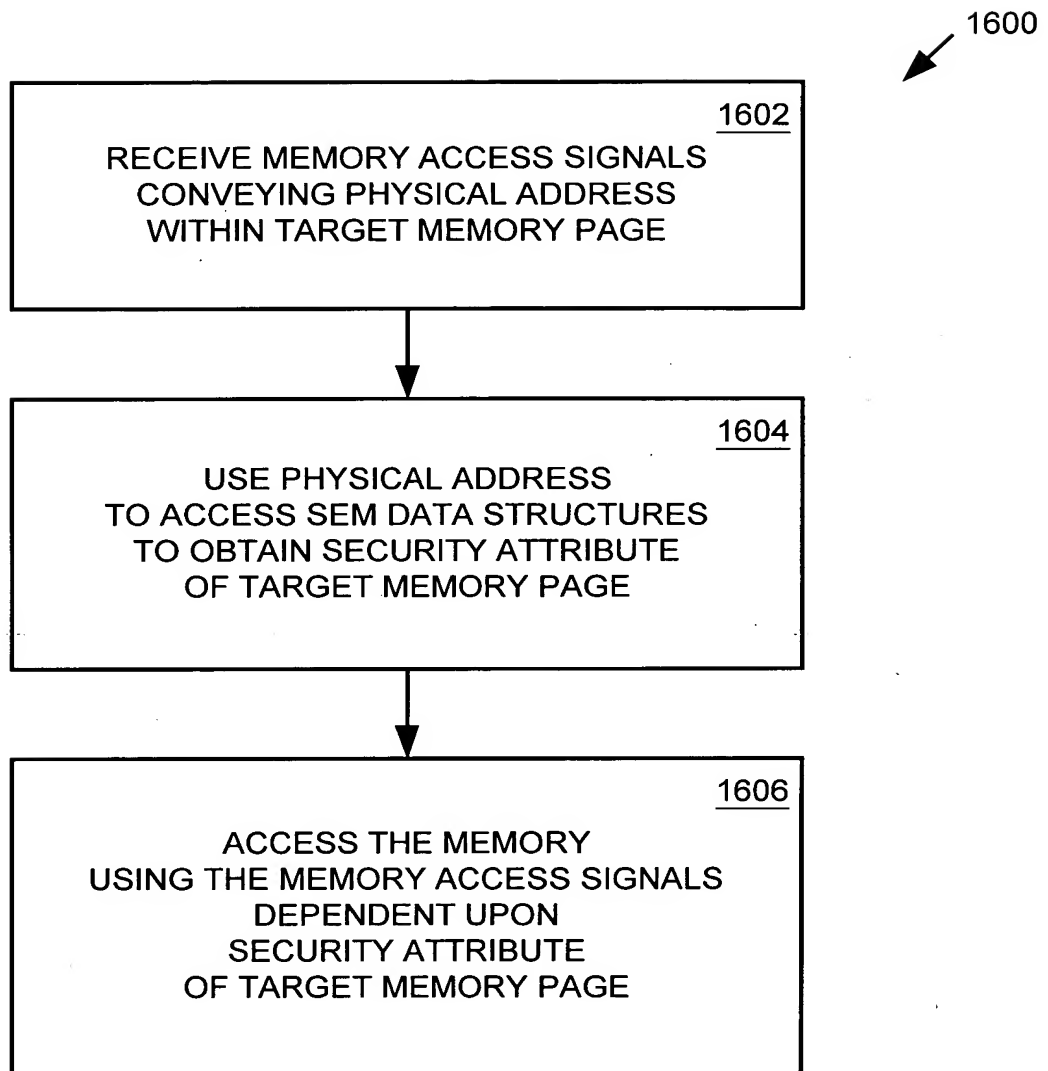 1600
1602
RECEIVE MEMORY ACCESS SIGNALS
CONVEYING PHYSICAL ADDRESS
WITHIN TARGET MEMORY PAGE
1604
USE PHYSICAL ADDRESS
TO ACCESS SEM DATA STRUCTURES
TO OBTAIN SECURITY ATTRIBUTE
OF TARGET MEMORY PAGE
1606
ACCESS THE MEMORY
USING THE MEMORY ACCESS SIGNALS
DEPENDENT UPON
SECURITY ATTRIBUTE
OF TARGET MEMORY PAGE